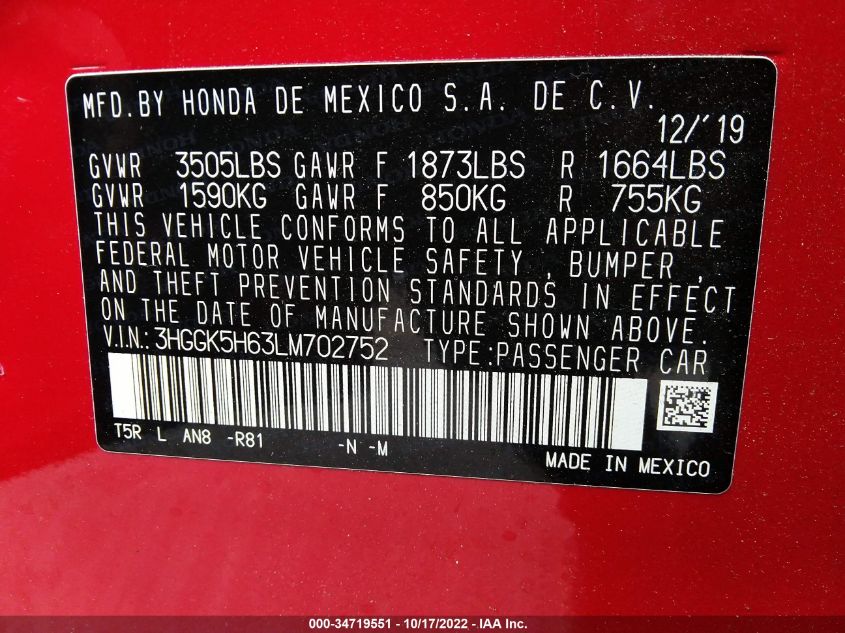 MFD.BY HONDA DE MEXICO S.A. DE C.V.
12/'19
GVWR 3505LBS GAWR F 1873LBS R 1664LBS
GVWR 1590KG GAWR F 850KG R 755KG
THIS VEHICLE CONFORMS TO ALL APPLICABLE
FEDERAL MOTOR VEHICLE SAFETY , BUMPER ,
AND THEFT PREVENTION STANDARDS IN EFFECT
ON THE DATE OF MANUFACTURE SHOWN ABOVE.
V.I.N.: 3HGGK5H63LM702752 TYPE:PASSENGER CAR
T5R L AN8 -R81 -N -M
MADE IN MEXICO
000-34719551 - 10/17/2022 - IAA Inc.